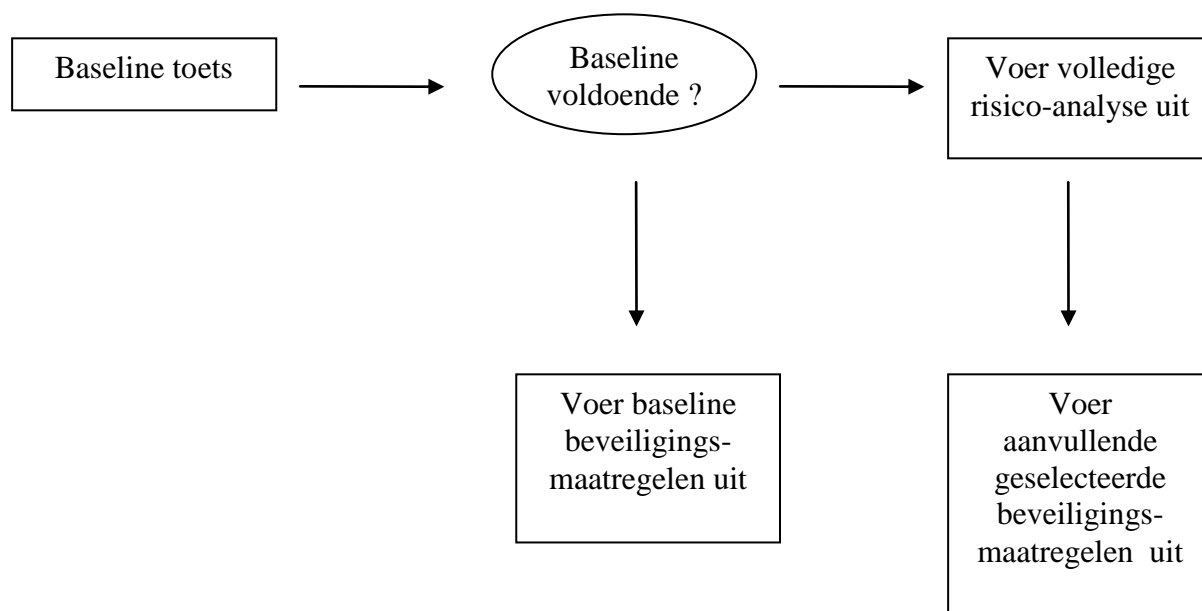 Baseline toets
Baseline
voldoende ?
Voer volledige
risico-analyse uit
Voer baseline
beveiligings-
maatregelen uit
Voer
aanvullende
geselecteerde
beveiligings-
maatregelen  uit